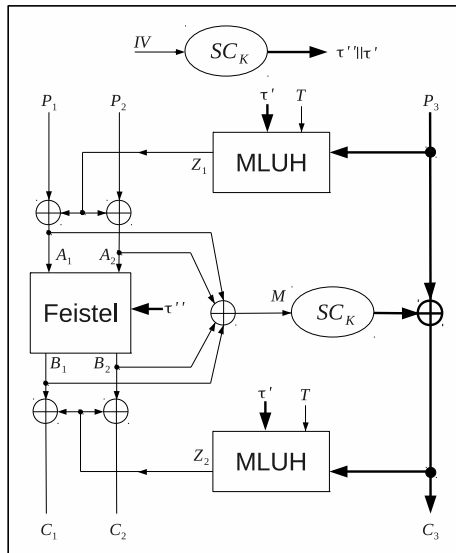 IV SC_K τ''||τ'
P_1 P_2 τ' T P_3
Z_1 MLUH
A_1 A_2
Feistel τ'' M SC_K
B_1 B_2
τ' T
Z_2 MLUH
C_1 C_2 C_3